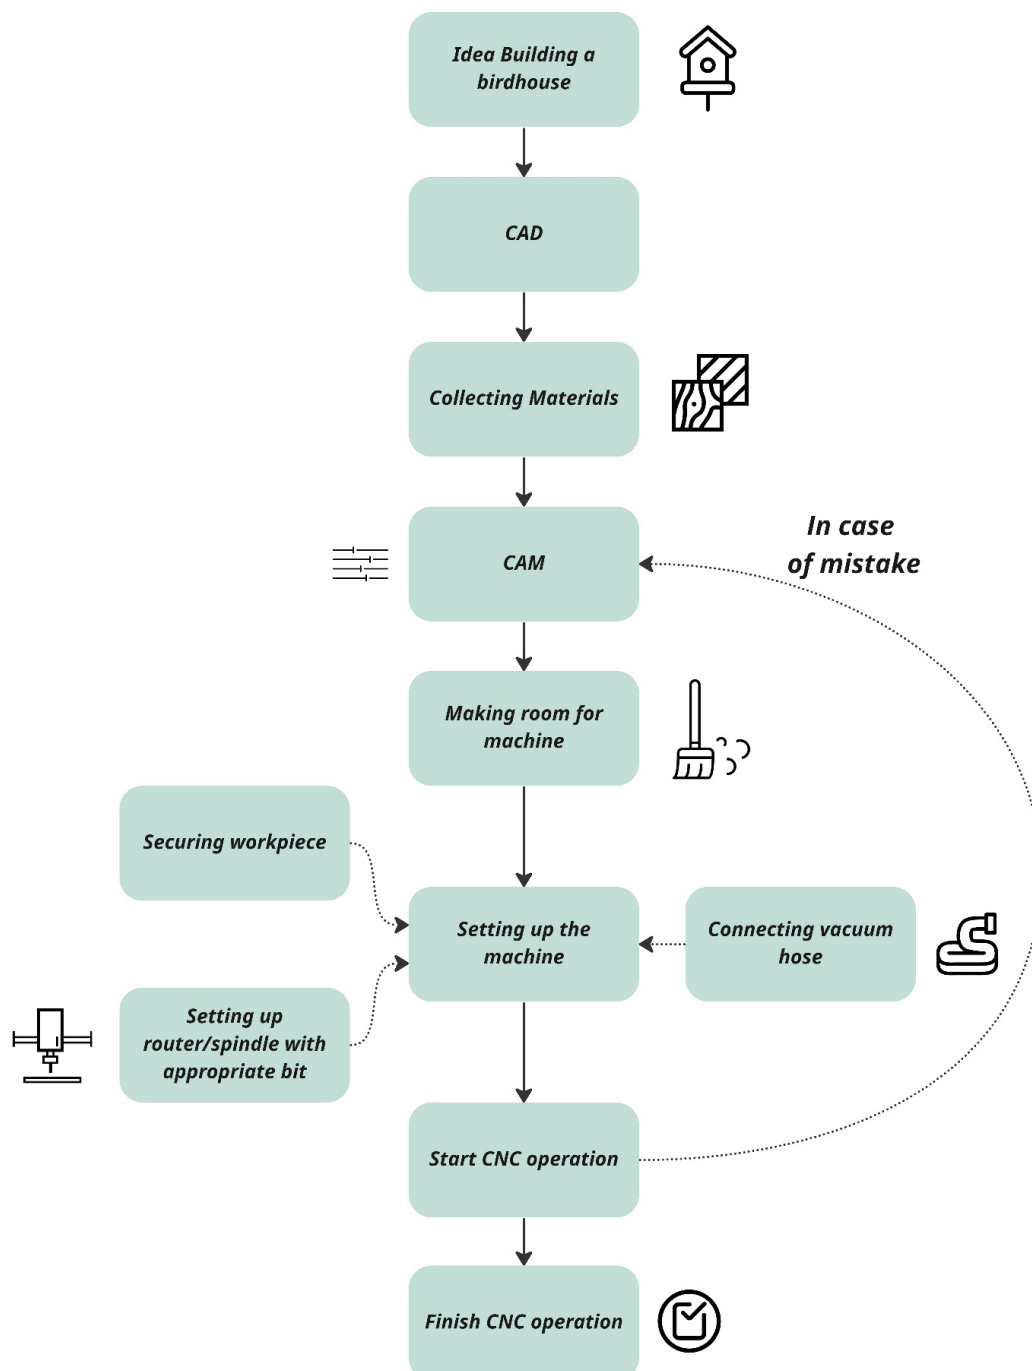 Idea Building a
birdhouse
CAD
Collecting Materials
In case
of mistake
CAM
Making room for
machine
Securing workpiece
Setting up the
machine
Connecting vacuum
hose
Setting up
router/spindle with
appropriate bit
Start CNC operation
Finish CNC operation